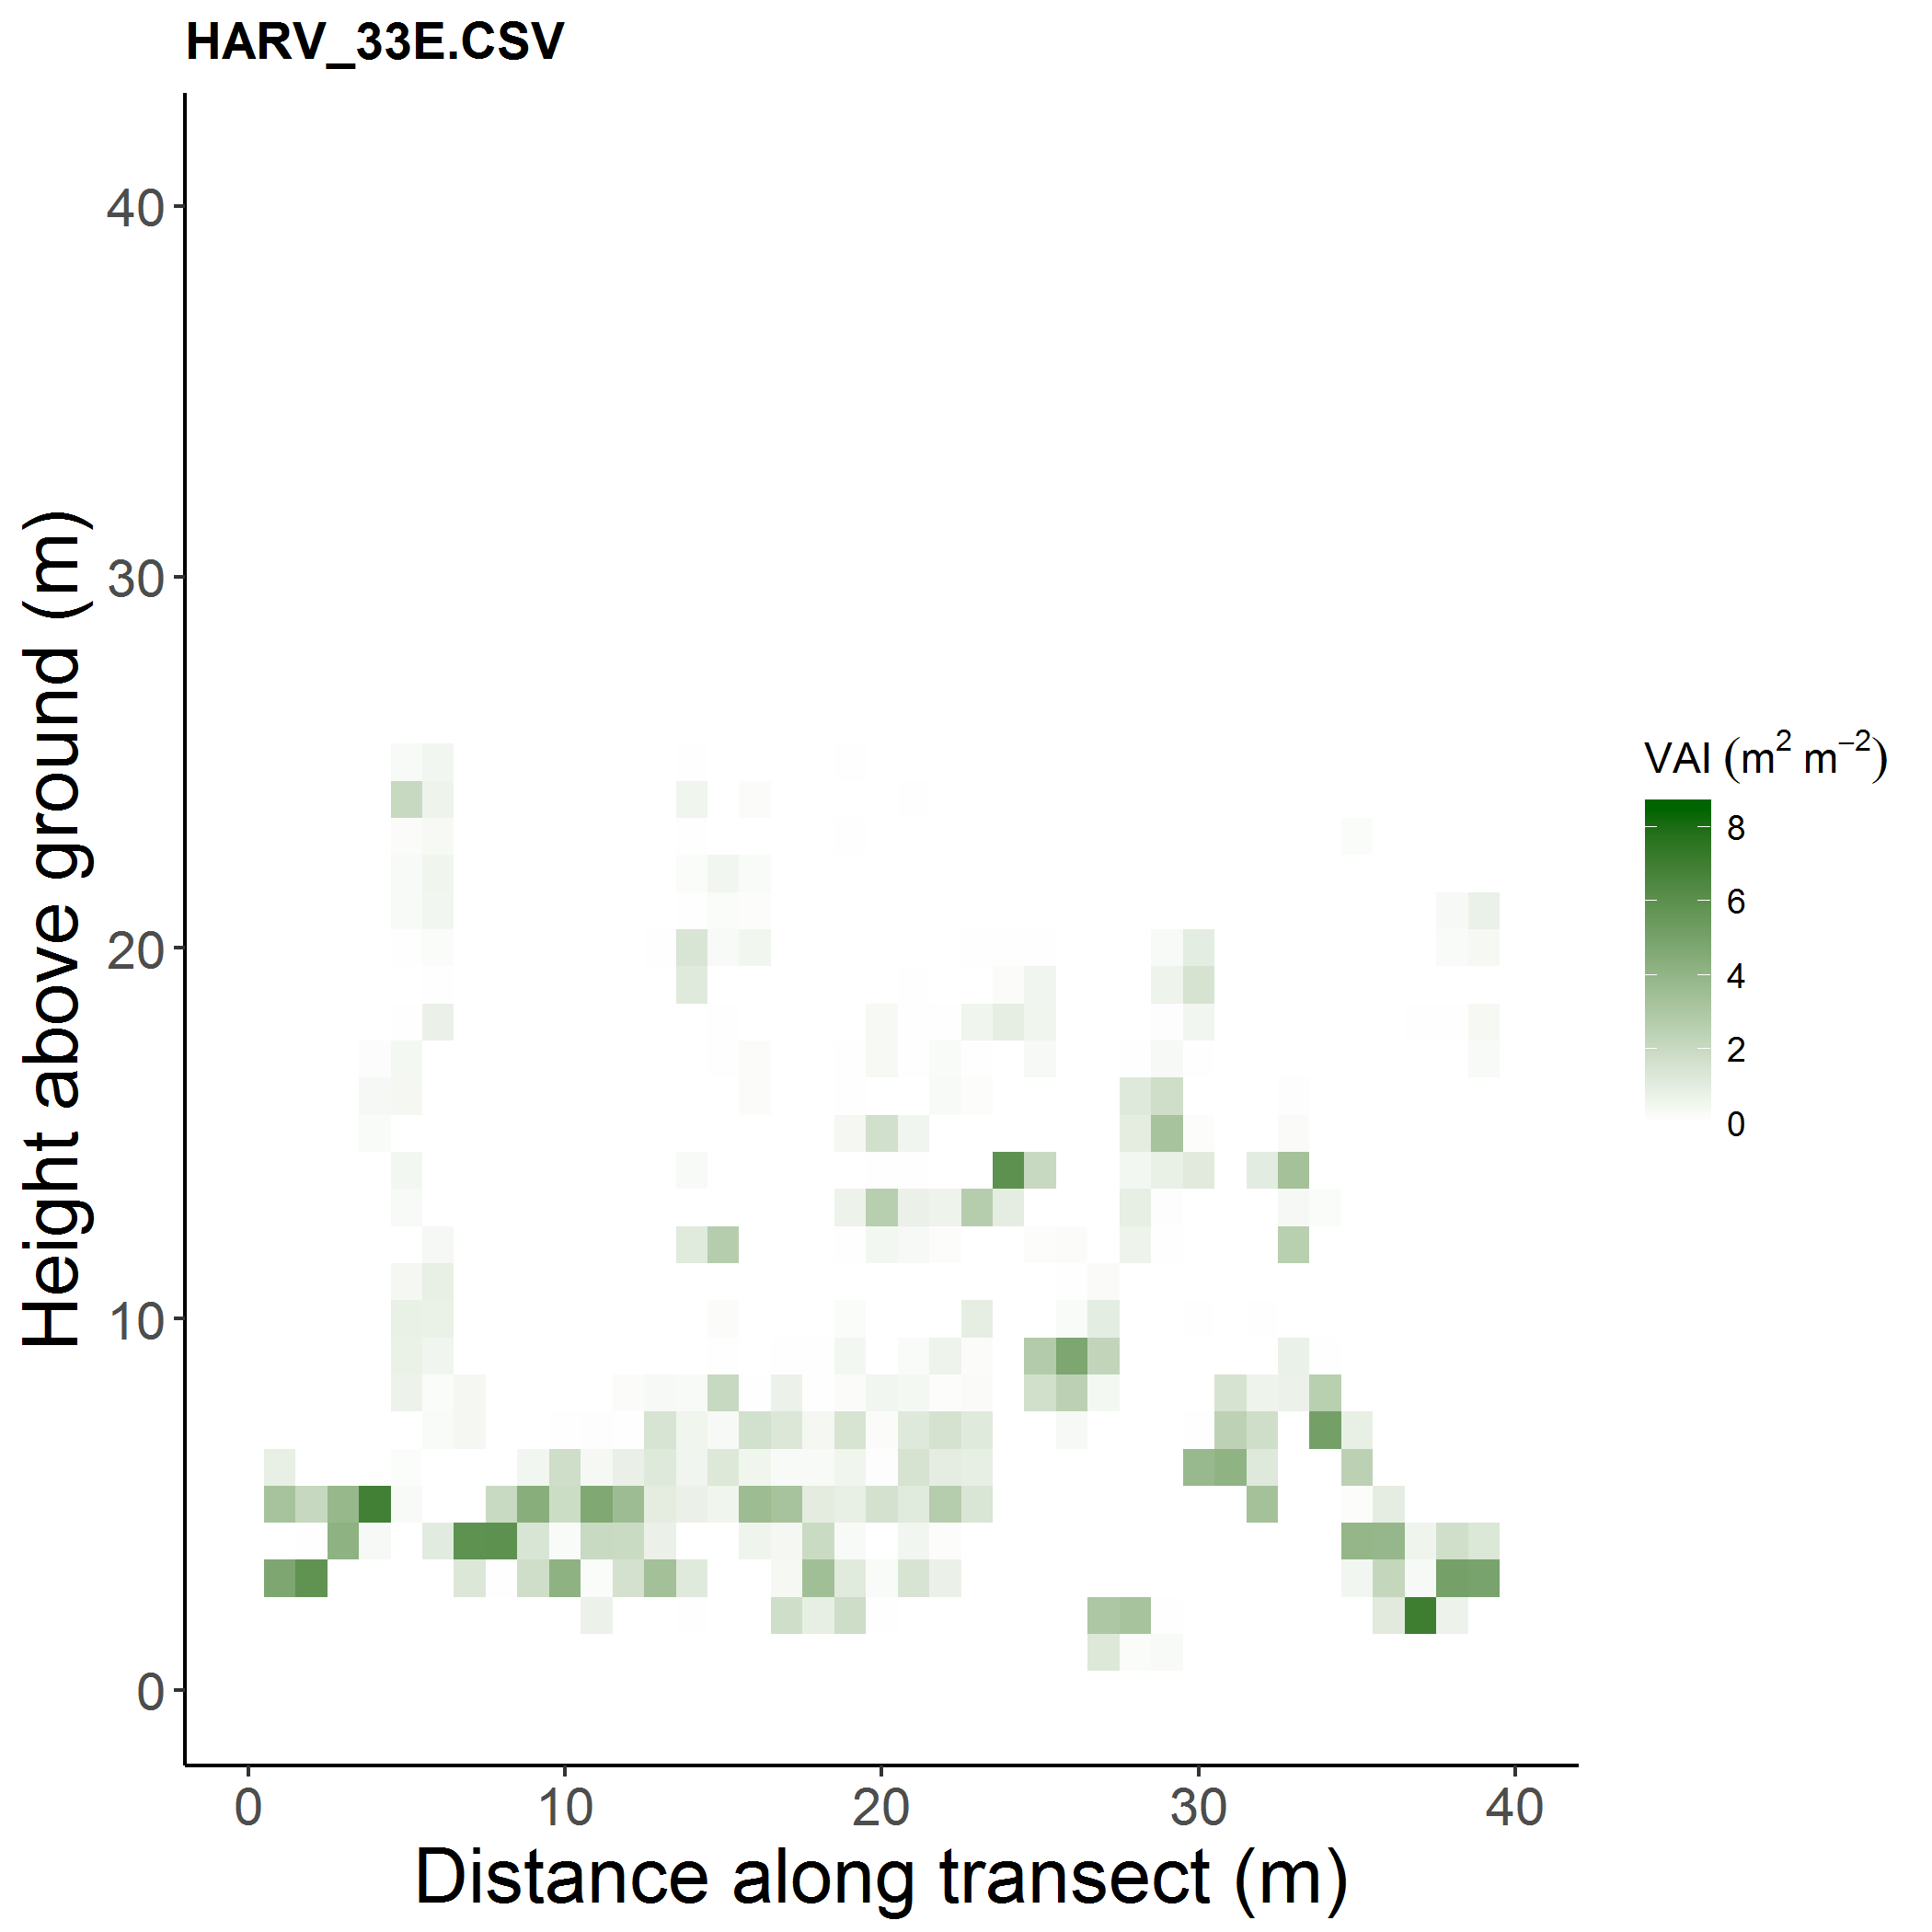 HARV_33E.CSV
40
30
20
10
0
Height above ground (m)
0 10 20 30 40
Distance along transect (m)
VAI (m² m⁻²)
8
6
4
2
0